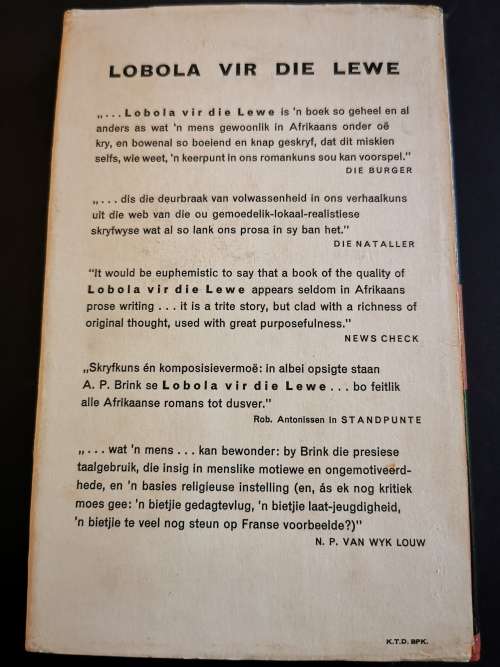 LOBOLA VIR DIE LEWE
„... Lobola vir die Lewe is 'n boek so geheel en al
anders as wat 'n mens gewoonlik in Afrikaans onder oë
kry, en bowenal so boeiend en knap geskryf, dat dit miskien
selfs, wie weet, 'n keerpunt in ons romankuns sou kan voorspel."
DIE BURGER
„... dis die deurbraak van volwassenheid in ons verhaalkuns
uit die web van die ou gemoedelik-lokaal-realistiese
skryfwyse wat al so lank ons prosa in sy ban het."
DIE NATALLER
"It would be euphemistic to say that a book of the quality of
Lobola vir die Lewe appears seldom in Afrikaans
prose writing ... it is a trite story, but clad with a richness of
original thought, used with great purposefulness."
NEWS CHECK
„Skryfkuns én komposisievermoë: in albei opsigte staan
A. P. Brink se Lobola vir die Lewe ... bo feitlik
alle Afrikaanse romans tot dusver."
Rob. Antonissen in STANDPUNTE
„... wat 'n mens ... kan bewonder: by Brink die presiese
taalgebruik, die insig in menslike motiewe en ongemotiveerd-
hede, en 'n basies religieuse instelling (en, ás ek nog kritiek
moes gee: 'n bietjie gedagtevlug, 'n bietjie laat-jeugdigheid,
'n bietjie te veel nog steun op Franse voorbeelde?)"
N. P. VAN WYK LOUW
K.T.D. BPK.